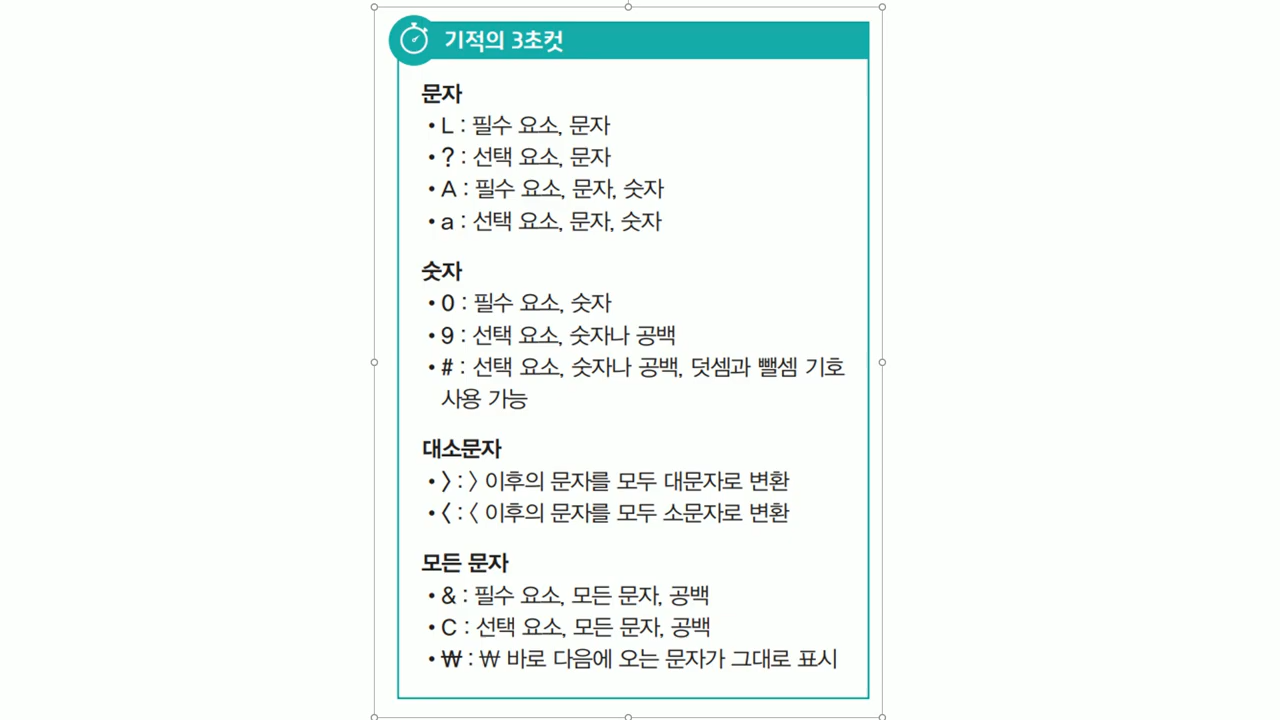 기적의 3초컷
문자
• L : 필수 요소, 문자
• ? : 선택 요소, 문자
• A : 필수 요소, 문자, 숫자
• a : 선택 요소, 문자, 숫자
숫자
• 0 : 필수 요소, 숫자
• 9 : 선택 요소, 숫자나 공백
• # : 선택 요소, 숫자나 공백, 덧셈과 뺄셈 기호
사용 가능
대소문자
• 〉 : 〉 이후의 문자를 모두 대문자로 변환
• 〈 : 〈 이후의 문자를 모두 소문자로 변환
모든 문자
• & : 필수 요소, 모든 문자, 공백
• C : 선택 요소, 모든 문자, 공백
• ₩ : ₩ 바로 다음에 오는 문자가 그대로 표시